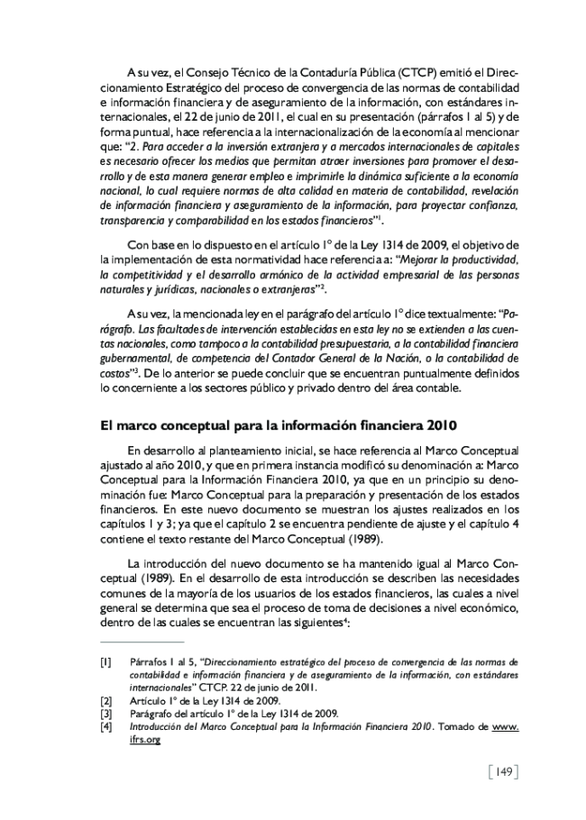 A su vez, el Consejo Técnico de la Contaduría Pública (CTCP) emitió el Direc-
cionamiento Estratégico del proceso de convergencia de las normas de contabilidad
e información financiera y de aseguramiento de la información, con estándares in-
ternacionales, el 22 de junio de 2011, el cual en su presentación (párrafos 1 al 5) y de
forma puntual, hace referencia a la internacionalización de la economía al mencionar
que: “2. Para acceder a la inversión extranjera y a mercados internacionales de capitales
es necesario ofrecer los medios que permitan atraer inversiones para promover el desa-
rrollo y de esta manera generar empleo e imprimirle la dinámica suficiente a la economía
nacional, lo cual requiere normas de alta calidad en materia de contabilidad, revelación
de información financiera y aseguramiento de la información, para proyectar confianza,
transparencia y comparabilidad en los estados financieros”1.
Con base en lo dispuesto en el artículo 1° de la Ley 1314 de 2009, el objetivo de
la implementación de esta normatividad hace referencia a: “Mejorar la productividad,
la competitividad y el desarrollo armónico de la actividad empresarial de las personas
naturales y jurídicas, nacionales o extranjeras”2.
A su vez, la mencionada ley en el parágrafo del artículo 1° dice textualmente: “Pa-
rágrafo. Las facultades de intervención establecidas en esta ley no se extienden a las cuen-
tas nacionales, como tampoco a la contabilidad presupuestaria, a la contabilidad financiera
gubernamental, de competencia del Contador General de la Nación, o la contabilidad de
costos”3. De lo anterior se puede concluir que se encuentran puntualmente definidos
lo concerniente a los sectores público y privado dentro del área contable.
El marco conceptual para la información financiera 2010
En desarrollo al planteamiento inicial, se hace referencia al Marco Conceptual
ajustado al año 2010, y que en primera instancia modificó su denominación a: Marco
Conceptual para la Información Financiera 2010, ya que en un principio su deno-
minación fue: Marco Conceptual para la preparación y presentación de los estados
financieros. En este nuevo documento se muestran los ajustes realizados en los
capítulos 1 y 3; ya que el capítulo 2 se encuentra pendiente de ajuste y el capítulo 4
contiene el texto restante del Marco Conceptual (1989).
La introducción del nuevo documento se ha mantenido igual al Marco Con-
ceptual (1989). En el desarrollo de esta introducción se describen las necesidades
comunes de la mayoría de los usuarios de los estados financieros, las cuales a nivel
general se determina que sea el proceso de toma de decisiones a nivel económico,
dentro de las cuales se encuentran las siguientes4:
[1] Párrafos 1 al 5, “Direccionamiento estratégico del proceso de convergencia de las normas de
contabilidad e información financiera y de aseguramiento de la información, con estándares
internacionales” CTCP. 22 de junio de 2011.
[2] Artículo 1° de la Ley 1314 de 2009.
[3] Parágrafo del artículo 1° de la Ley 1314 de 2009.
[4] Introducción del Marco Conceptual para la Información Financiera 2010. Tomado de www.
ifrs.org
[149]